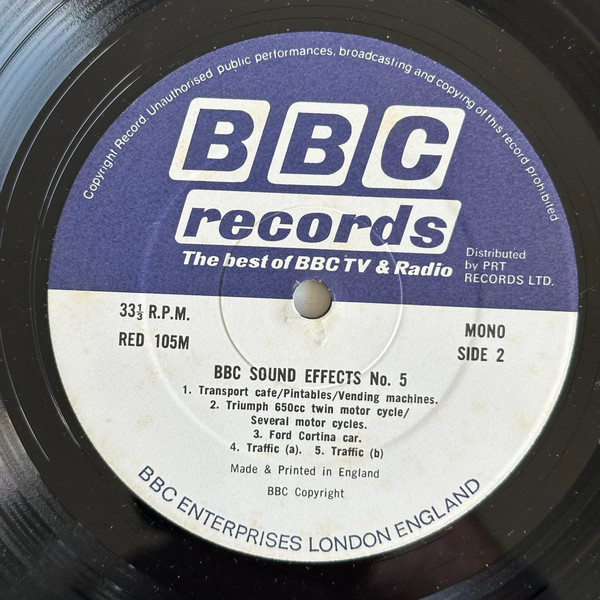 Copyright Record. Unauthorised public performances, broadcasting and copying of this record prohibited
BBC
records
The best of BBC TV & Radio
Distributed
by PRT
RECORDS LTD.
33⅓ R.P.M.
RED 105M
MONO
SIDE 2
BBC SOUND EFFECTS No. 5
1. Transport cafe/Pintables/Vending machines.
2. Triumph 650cc twin motor cycle/
Several motor cycles.
3. Ford Cortina car.
4. Traffic (a). 5. Traffic (b)
Made & Printed in England
BBC Copyright
BBC ENTERPRISES LONDON ENGLAND